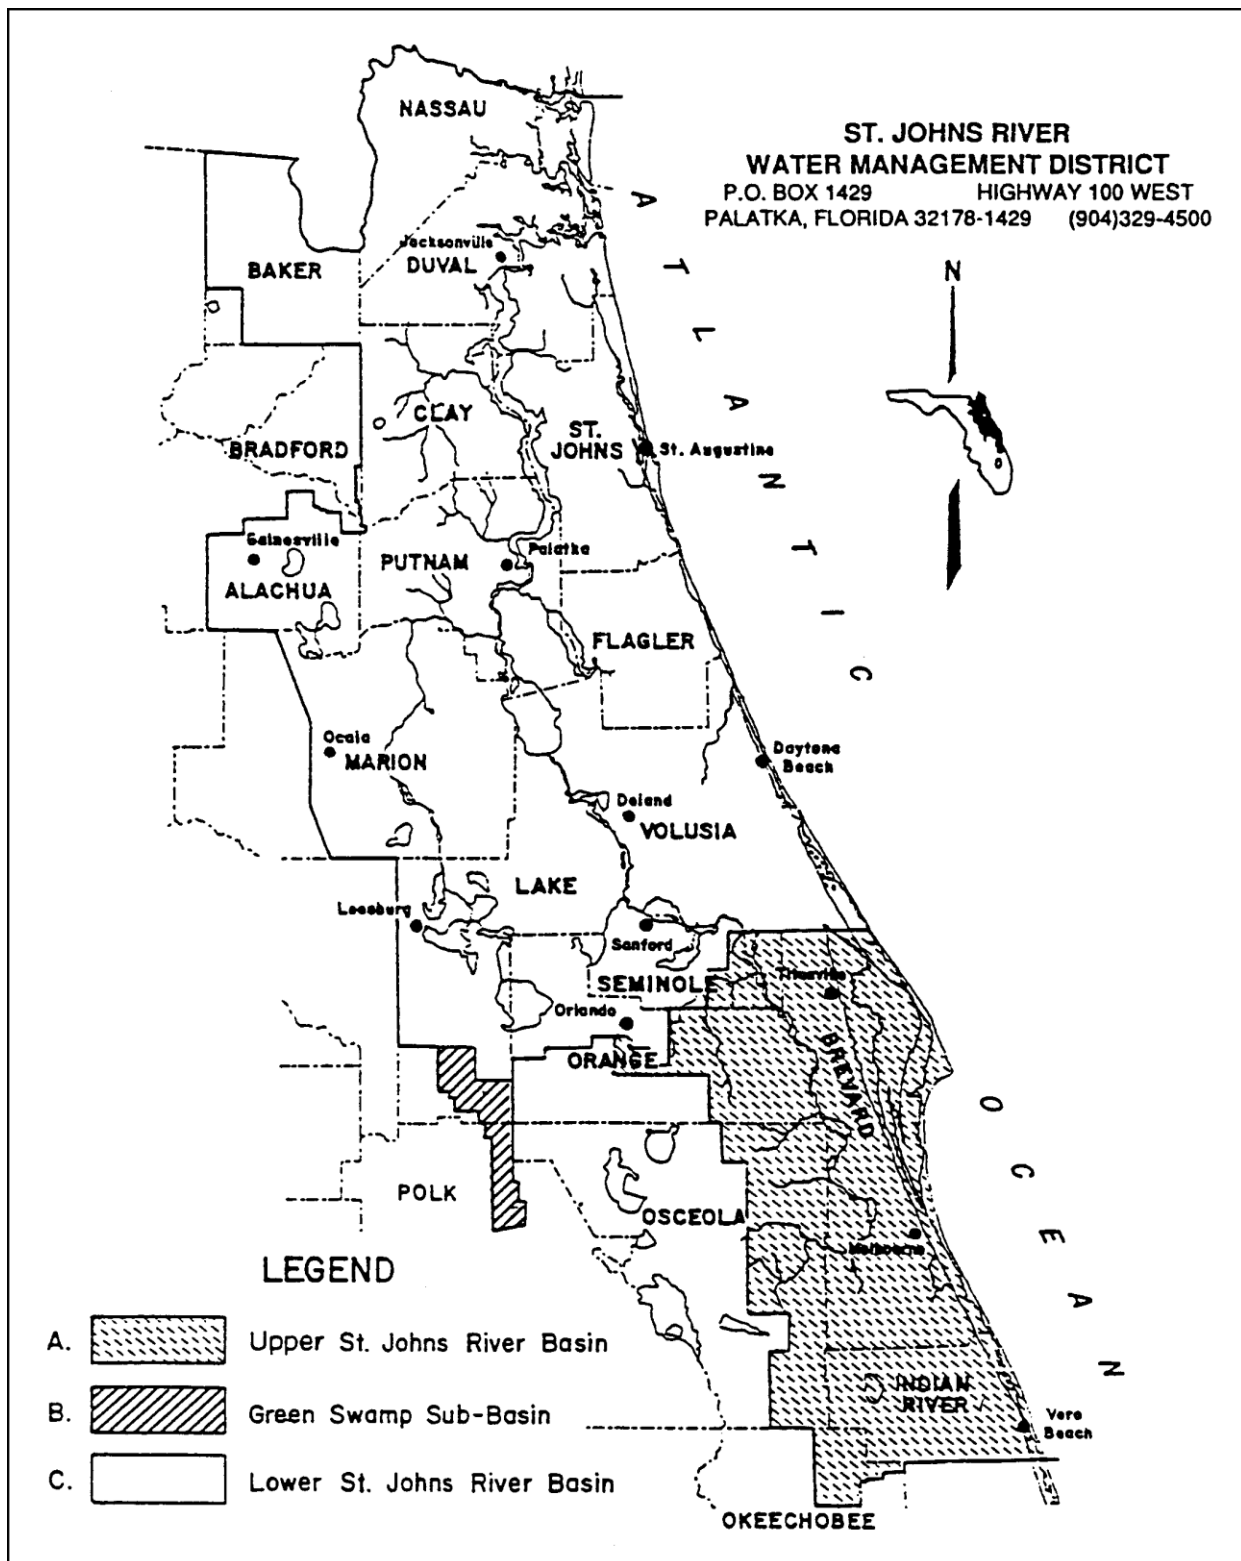 ST. JOHNS RIVER
WATER MANAGEMENT DISTRICT
P.O. BOX 1429 HIGHWAY 100 WEST
PALATKA, FLORIDA 32178-1429 (904)329-4500
N
ATLANTIC
OCEAN
NASSAU
Jacksonville
DUVAL
BAKER
CLAY
ST.
JOHNS
St. Augustine
BRADFORD
Gainesville
ALACHUA
PUTNAM
Palatka
FLAGLER
Ocala
MARION
Daytona
Beach
Deland
VOLUSIA
LAKE
Leesburg
Sanford
SEMINOLE
Titusville
Orlando
ORANGE
BREVARD
POLK
OSCEOLA
Melbourne
INDIAN
RIVER
Vero
Beach
OKEECHOBEE
LEGEND
A. Upper St. Johns River Basin
B. Green Swamp Sub-Basin
C. Lower St. Johns River Basin